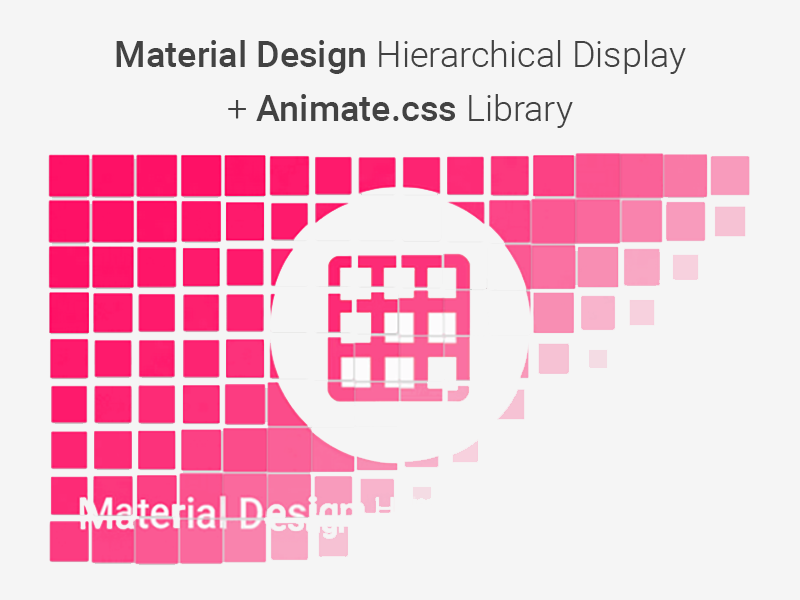 Material Design Hierarchical Display
+ Animate.css Library
Material Design